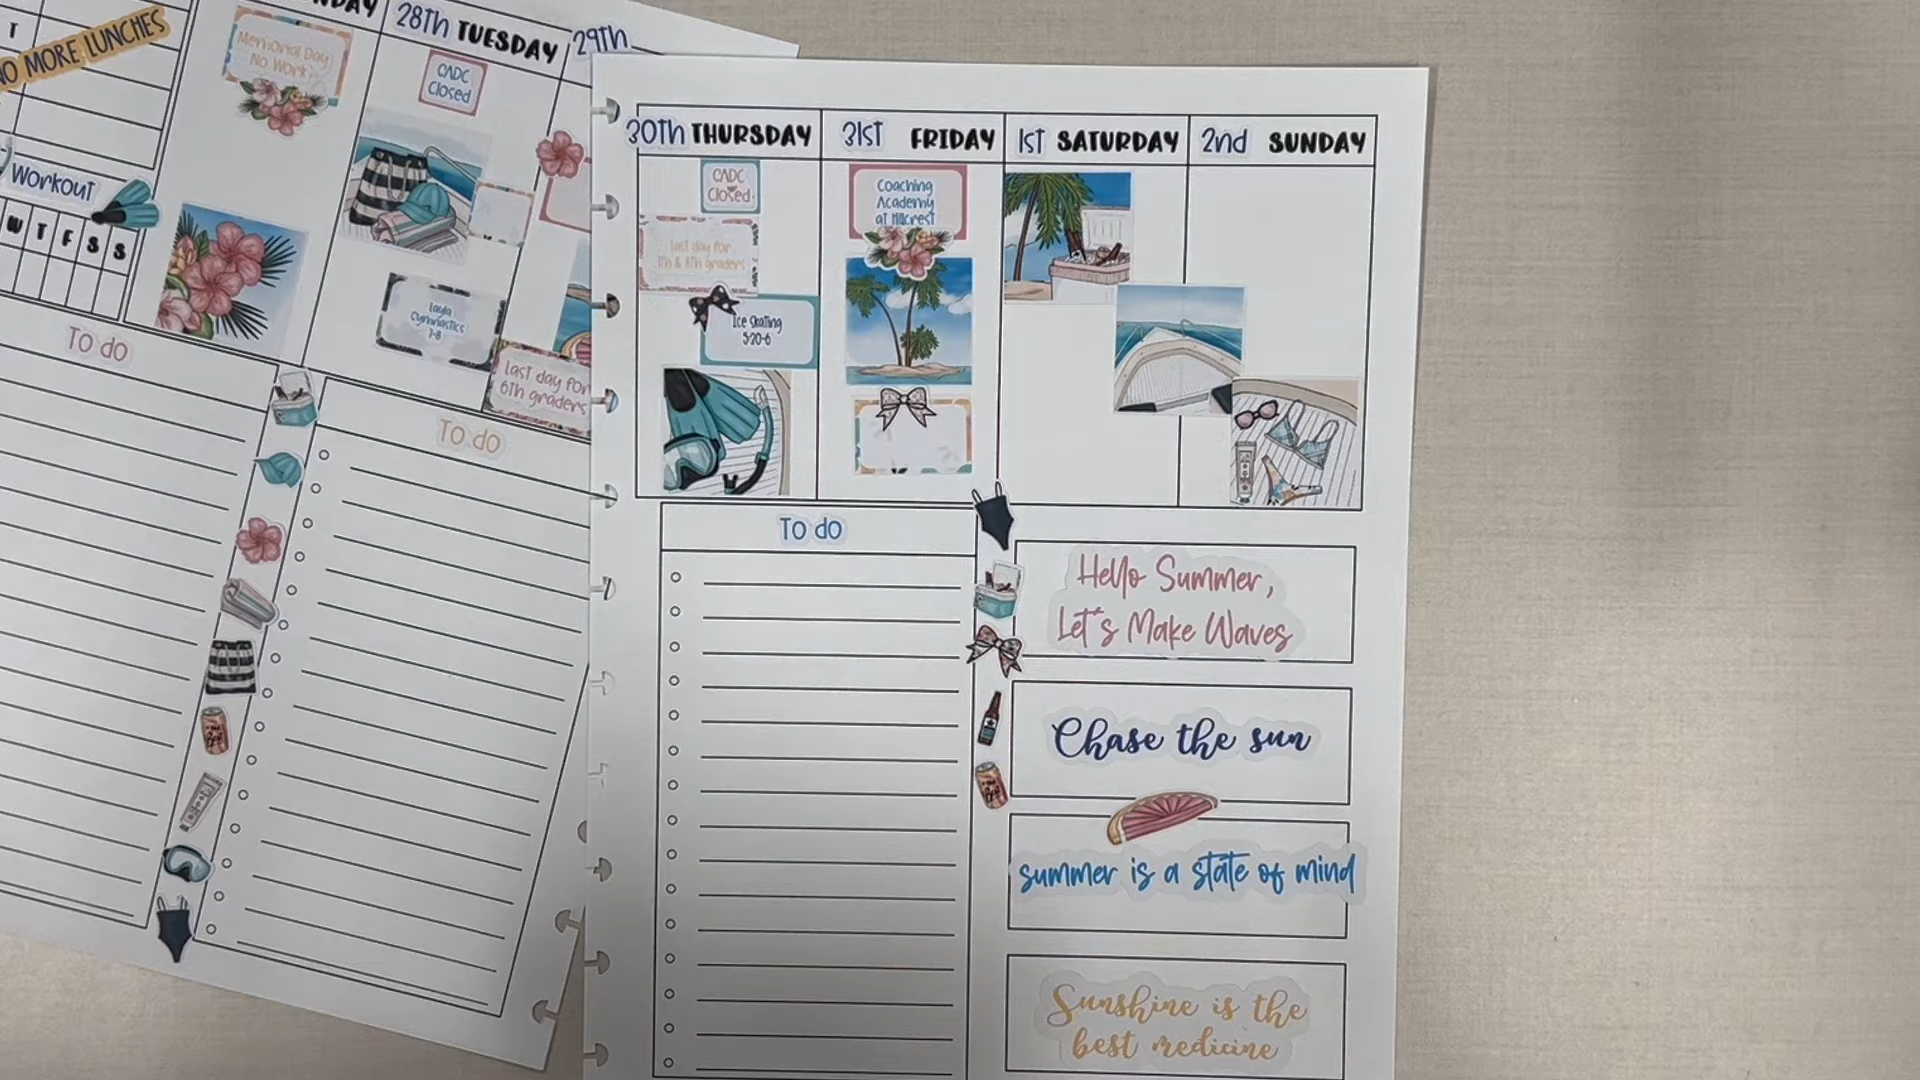 NO MORE LUNCHES
T
Workout
W T F S S
Memorial Day
No Work!
28th TUESDAY
CADC
Closed
Layla
Gymnastics
7-8
29th
Last day for
6th graders
To do
To do
30th THURSDAY
CADC
Closed
last day for
7th & 8th graders
Ice Skating
5:20-6
31st FRIDAY
Coaching
Academy
at Hillcrest
1st SATURDAY
2nd SUNDAY
To do
Hello Summer,
Let's Make Waves
Chase the sun
summer is a state of mind
Sunshine is the
best medicine